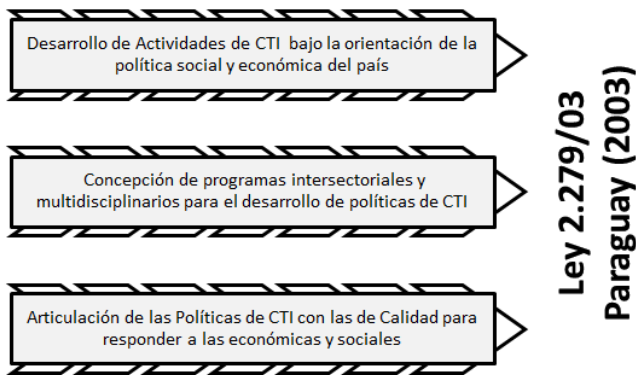 Desarrollo de Actividades de CTI bajo la orientación de la
política social y económica del país
Concepción de programas intersectoriales y
multidisciplinarios para el desarrollo de políticas de CTI
Articulación de las Políticas de CTI con las de Calidad para
responder a las económicas y sociales
Ley 2.279/03
Paraguay (2003)